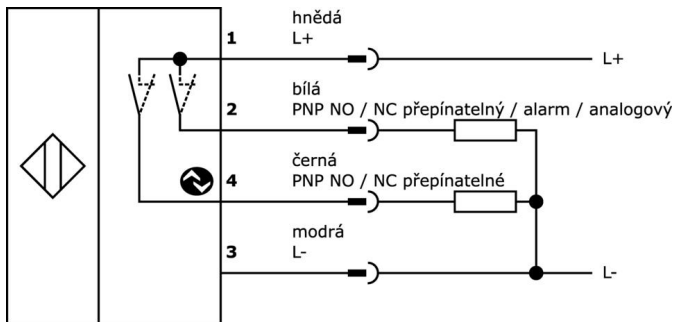 hnědá
1 L+ L+
bílá
2 PNP NO / NC přepínatelný / alarm / analogový
černá
4 PNP NO / NC přepínatelné
modrá
3 L- L-